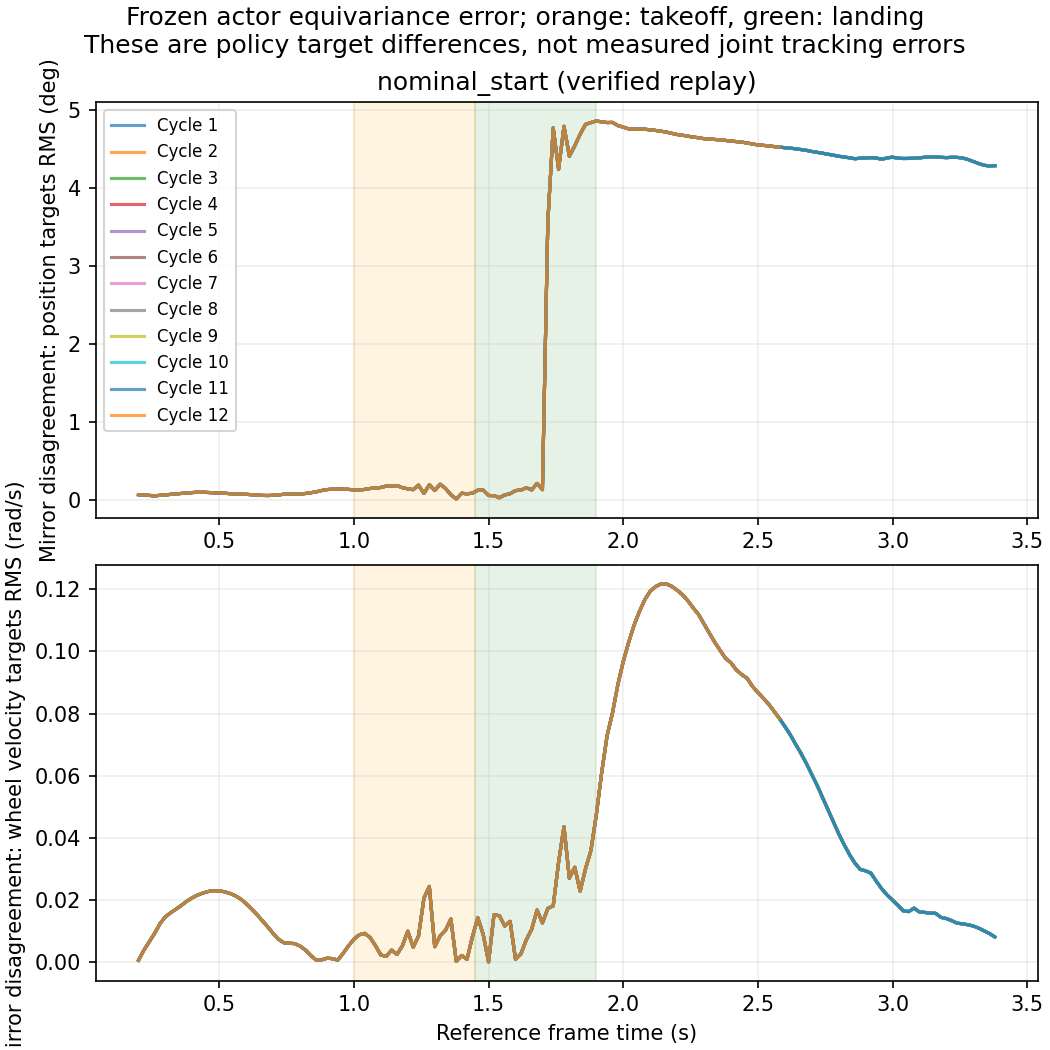 Frozen actor equivariance error; orange: takeoff, green: landing
These are policy target differences, not measured joint tracking errors
nominal_start (verified replay)
Mirror disagreement: position targets RMS (deg)
5
4
3
2
1
0
Cycle 1
Cycle 2
Cycle 3
Cycle 4
Cycle 5
Cycle 6
Cycle 7
Cycle 8
Cycle 9
Cycle 10
Cycle 11
Cycle 12
0.5
1.0
1.5
2.0
2.5
3.0
3.5
irror disagreement: wheel velocity targets RMS (rad/s)
0.12
0.10
0.08
0.06
0.04
0.02
0.00
0.5
1.0
1.5
2.0
2.5
3.0
3.5
Reference frame time (s)